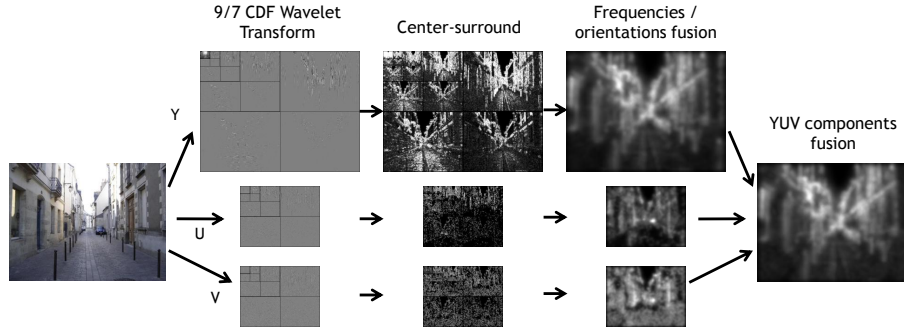 9/7 CDF Wavelet
Transform
Center-surround
Frequencies /
orientations fusion
Y
YUV components
fusion
U
V